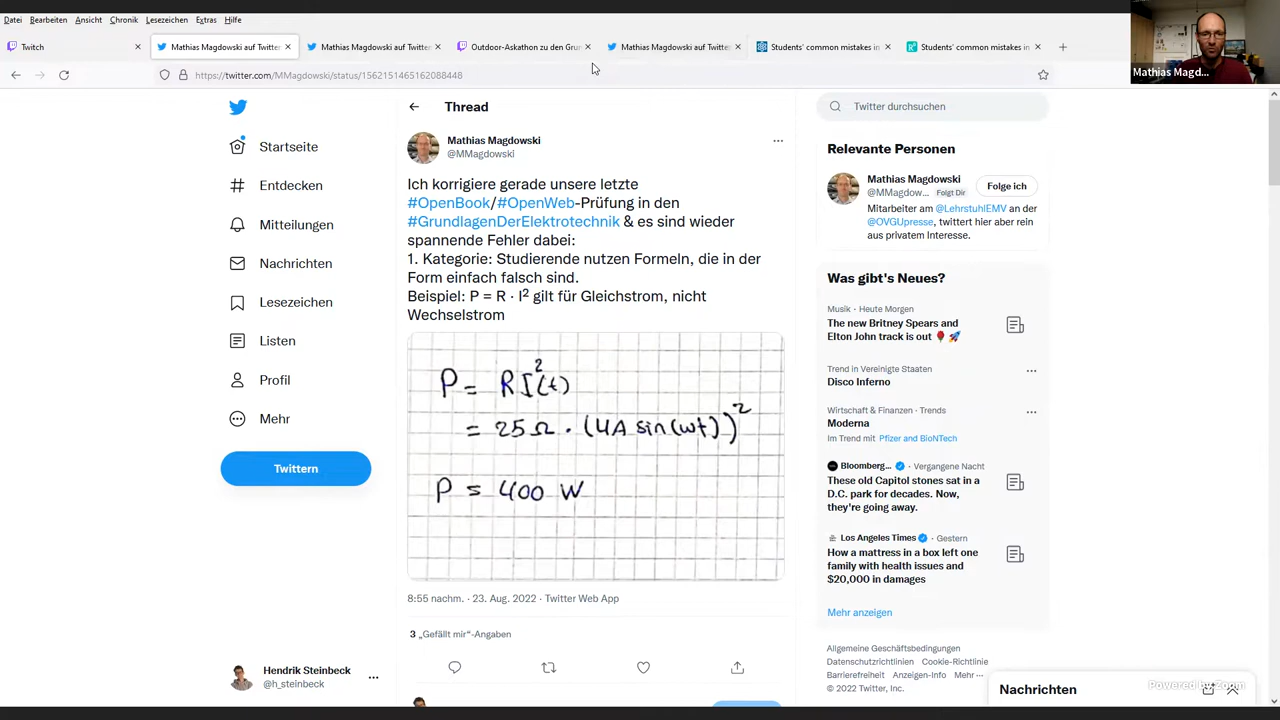 Datei Bearbeiten Ansicht Chronik Lesezeichen Extras Hilfe
Twitch
Mathias Magdowski auf Twitter
Mathias Magdowski auf Twitter
Outdoor-Askathon zu den Grun
Mathias Magdowski auf Twitter
Students' common mistakes in
Students' common mistakes in
https://twitter.com/MMagdowski/status/1562151465162088448
Mathias Magd...
Startseite
Entdecken
Mitteilungen
Nachrichten
Lesezeichen
Listen
Profil
Mehr
Twittern
Hendrik Steinbeck
@h_steinbeck
Thread
Mathias Magdowski
@MMagdowski
Ich korrigiere gerade unsere letzte
#OpenBook/#OpenWeb-Prüfung in den
#GrundlagenDerElektrotechnik & es sind wieder
spannende Fehler dabei:
1. Kategorie: Studierende nutzen Formeln, die in der
Form einfach falsch sind.
Beispiel: P = R · I² gilt für Gleichstrom, nicht
Wechselstrom
P = R I²(t)
= 25 Ω · (4A sin(ωt))²
P = 400 W
8:55 nachm. · 23. Aug. 2022 · Twitter Web App
3 „Gefällt mir“-Angaben
Twitter durchsuchen
Relevante Personen
Mathias Magdowski
@MMagdow... Folgt Dir
Folge ich
Mitarbeiter am @LehrstuhlEMV an der
@OVGUpresse, twittert hier aber rein
aus privatem Interesse.
Was gibt's Neues?
Musik · Heute Morgen
The new Britney Spears and
Elton John track is out 🌹🚀
Trend in Vereinigte Staaten
Disco Inferno
Wirtschaft & Finanzen · Trends
Moderna
Im Trend mit Pfizer and BioNTech
Bloomberg... · Vergangene Nacht
These old Capitol stones sat in a
D.C. park for decades. Now,
they're going away.
Los Angeles Times · Gestern
How a mattress in a box left one
family with health issues and
$20,000 in damages
Mehr anzeigen
Allgemeine Geschäftsbedingungen
Datenschutzrichtlinien Cookie-Richtlinie
Barrierefreiheit Anzeigen-Info Mehr ···
© 2022 Twitter, Inc.
Nachrichten
Powered by Zoom